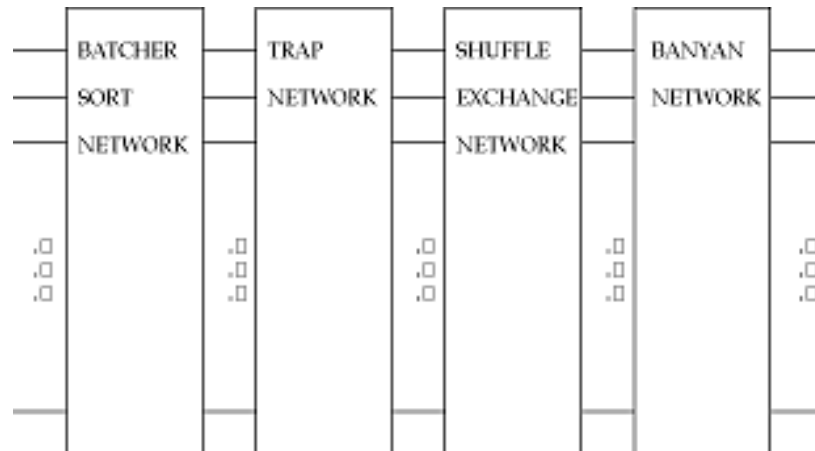 BATCHER
SORT
NETWORK
TRAP
NETWORK
SHUFFLE
EXCHANGE
NETWORK
BANYAN
NETWORK